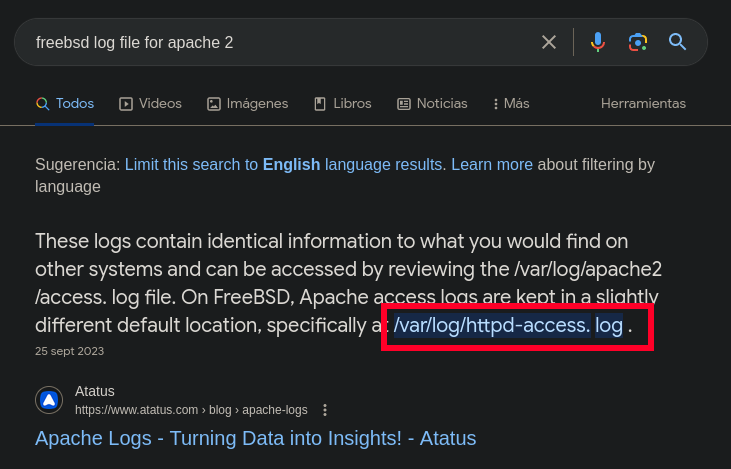 freebsd log file for apache 2
Todos Videos Imágenes Libros Noticias Más Herramientas
Sugerencia: Limit this search to English language results. Learn more about filtering by
language
These logs contain identical information to what you would find on
other systems and can be accessed by reviewing the /var/log/apache2
/access. log file. On FreeBSD, Apache access logs are kept in a slightly
different default location, specifically at /var/log/httpd-access. log .
25 sept 2023
Atatus
https://www.atatus.com › blog › apache-logs
Apache Logs - Turning Data into Insights! - Atatus